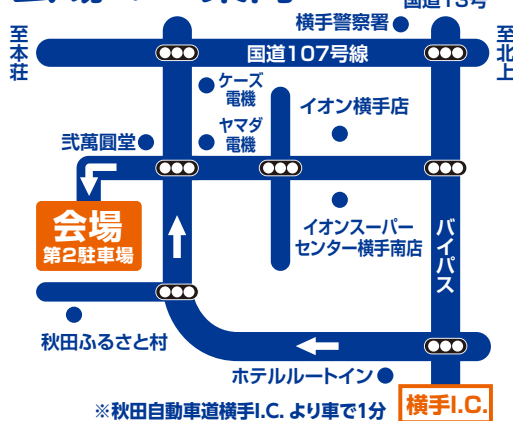 国道13号
横手警察署
至本荘
国道107号線
至北上
ケーズ
電機
イオン横手店
ヤマダ
電機
弐萬圓堂
会場
第2駐車場
イオンスーパー
センター横手南店
バイパス
秋田ふるさと村
ホテルルートイン
※秋田自動車道横手I.C. より車で1分
横手I.C.